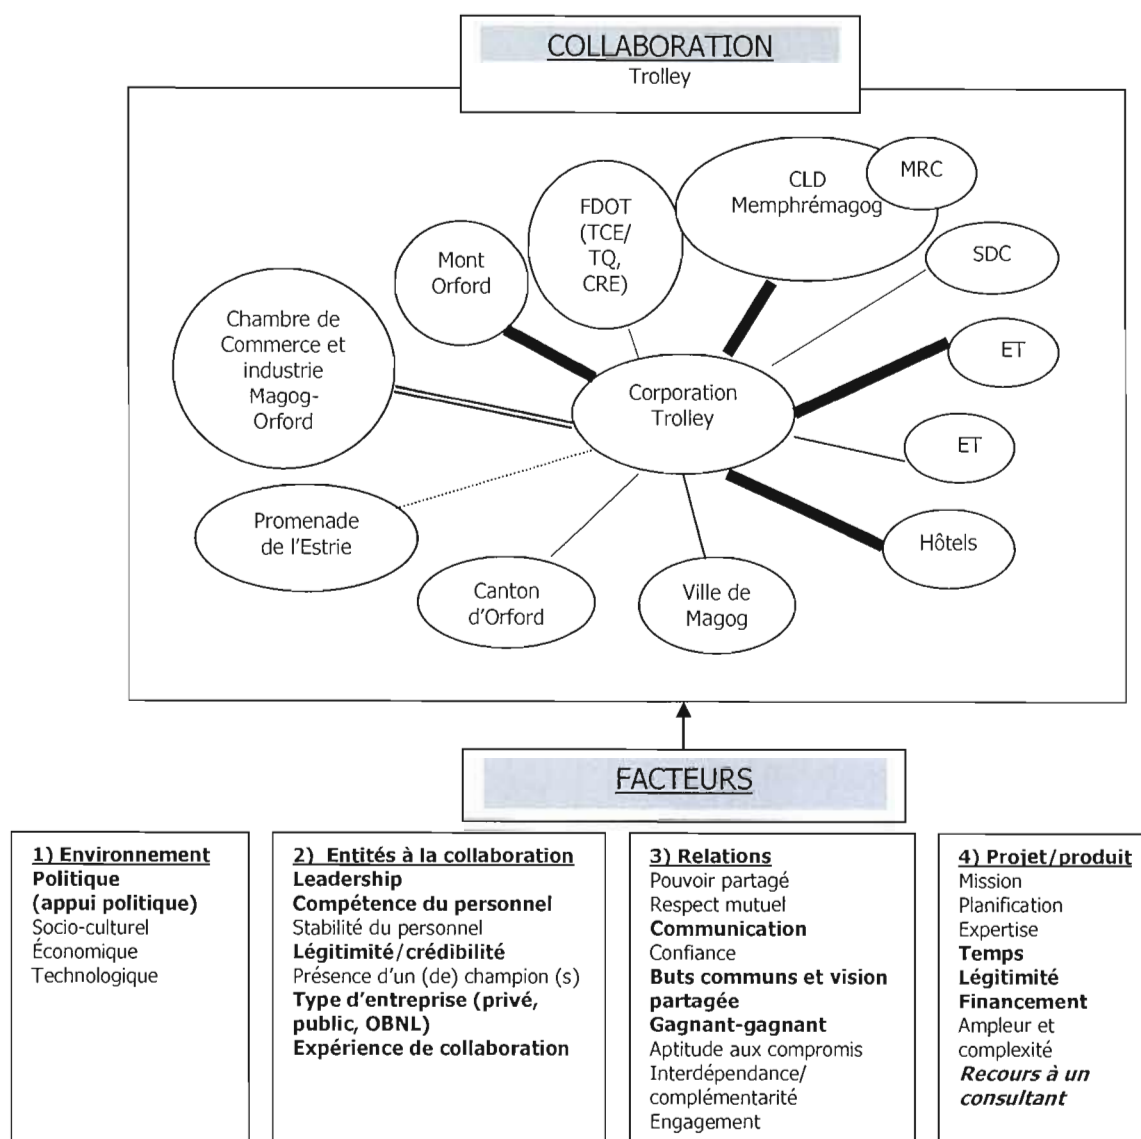 COLLABORATION
Trolley
CLD
Memphrémagog
MRC
FDOT
(TCE/
TQ,
CRE)
SDC
Mont
Orford
Chambre de
Commerce et
industrie
Magog-
Orford
ET
Corporation
Trolley
ET
Promenade
de l'Estrie
Hôtels
Canton
d'Orford
Ville de
Magog
FACTEURS
1) Environnement
Politique
(appui politique)
Socio-culturel
Économique
Technologique
2) Entités à la collaboration
Leadership
Compétence du personnel
Stabilité du personnel
Légitimité/crédibilité
Présence d'un (de) champion (s)
Type d'entreprise (privé,
public, OBNL)
Expérience de collaboration
3) Relations
Pouvoir partagé
Respect mutuel
Communication
Confiance
Buts communs et vision
partagée
Gagnant-gagnant
Aptitude aux compromis
Interdépendance/
complémentarité
Engagement
4) Projet/produit
Mission
Planification
Expertise
Temps
Légitimité
Financement
Ampleur et
complexité
Recours à un
consultant